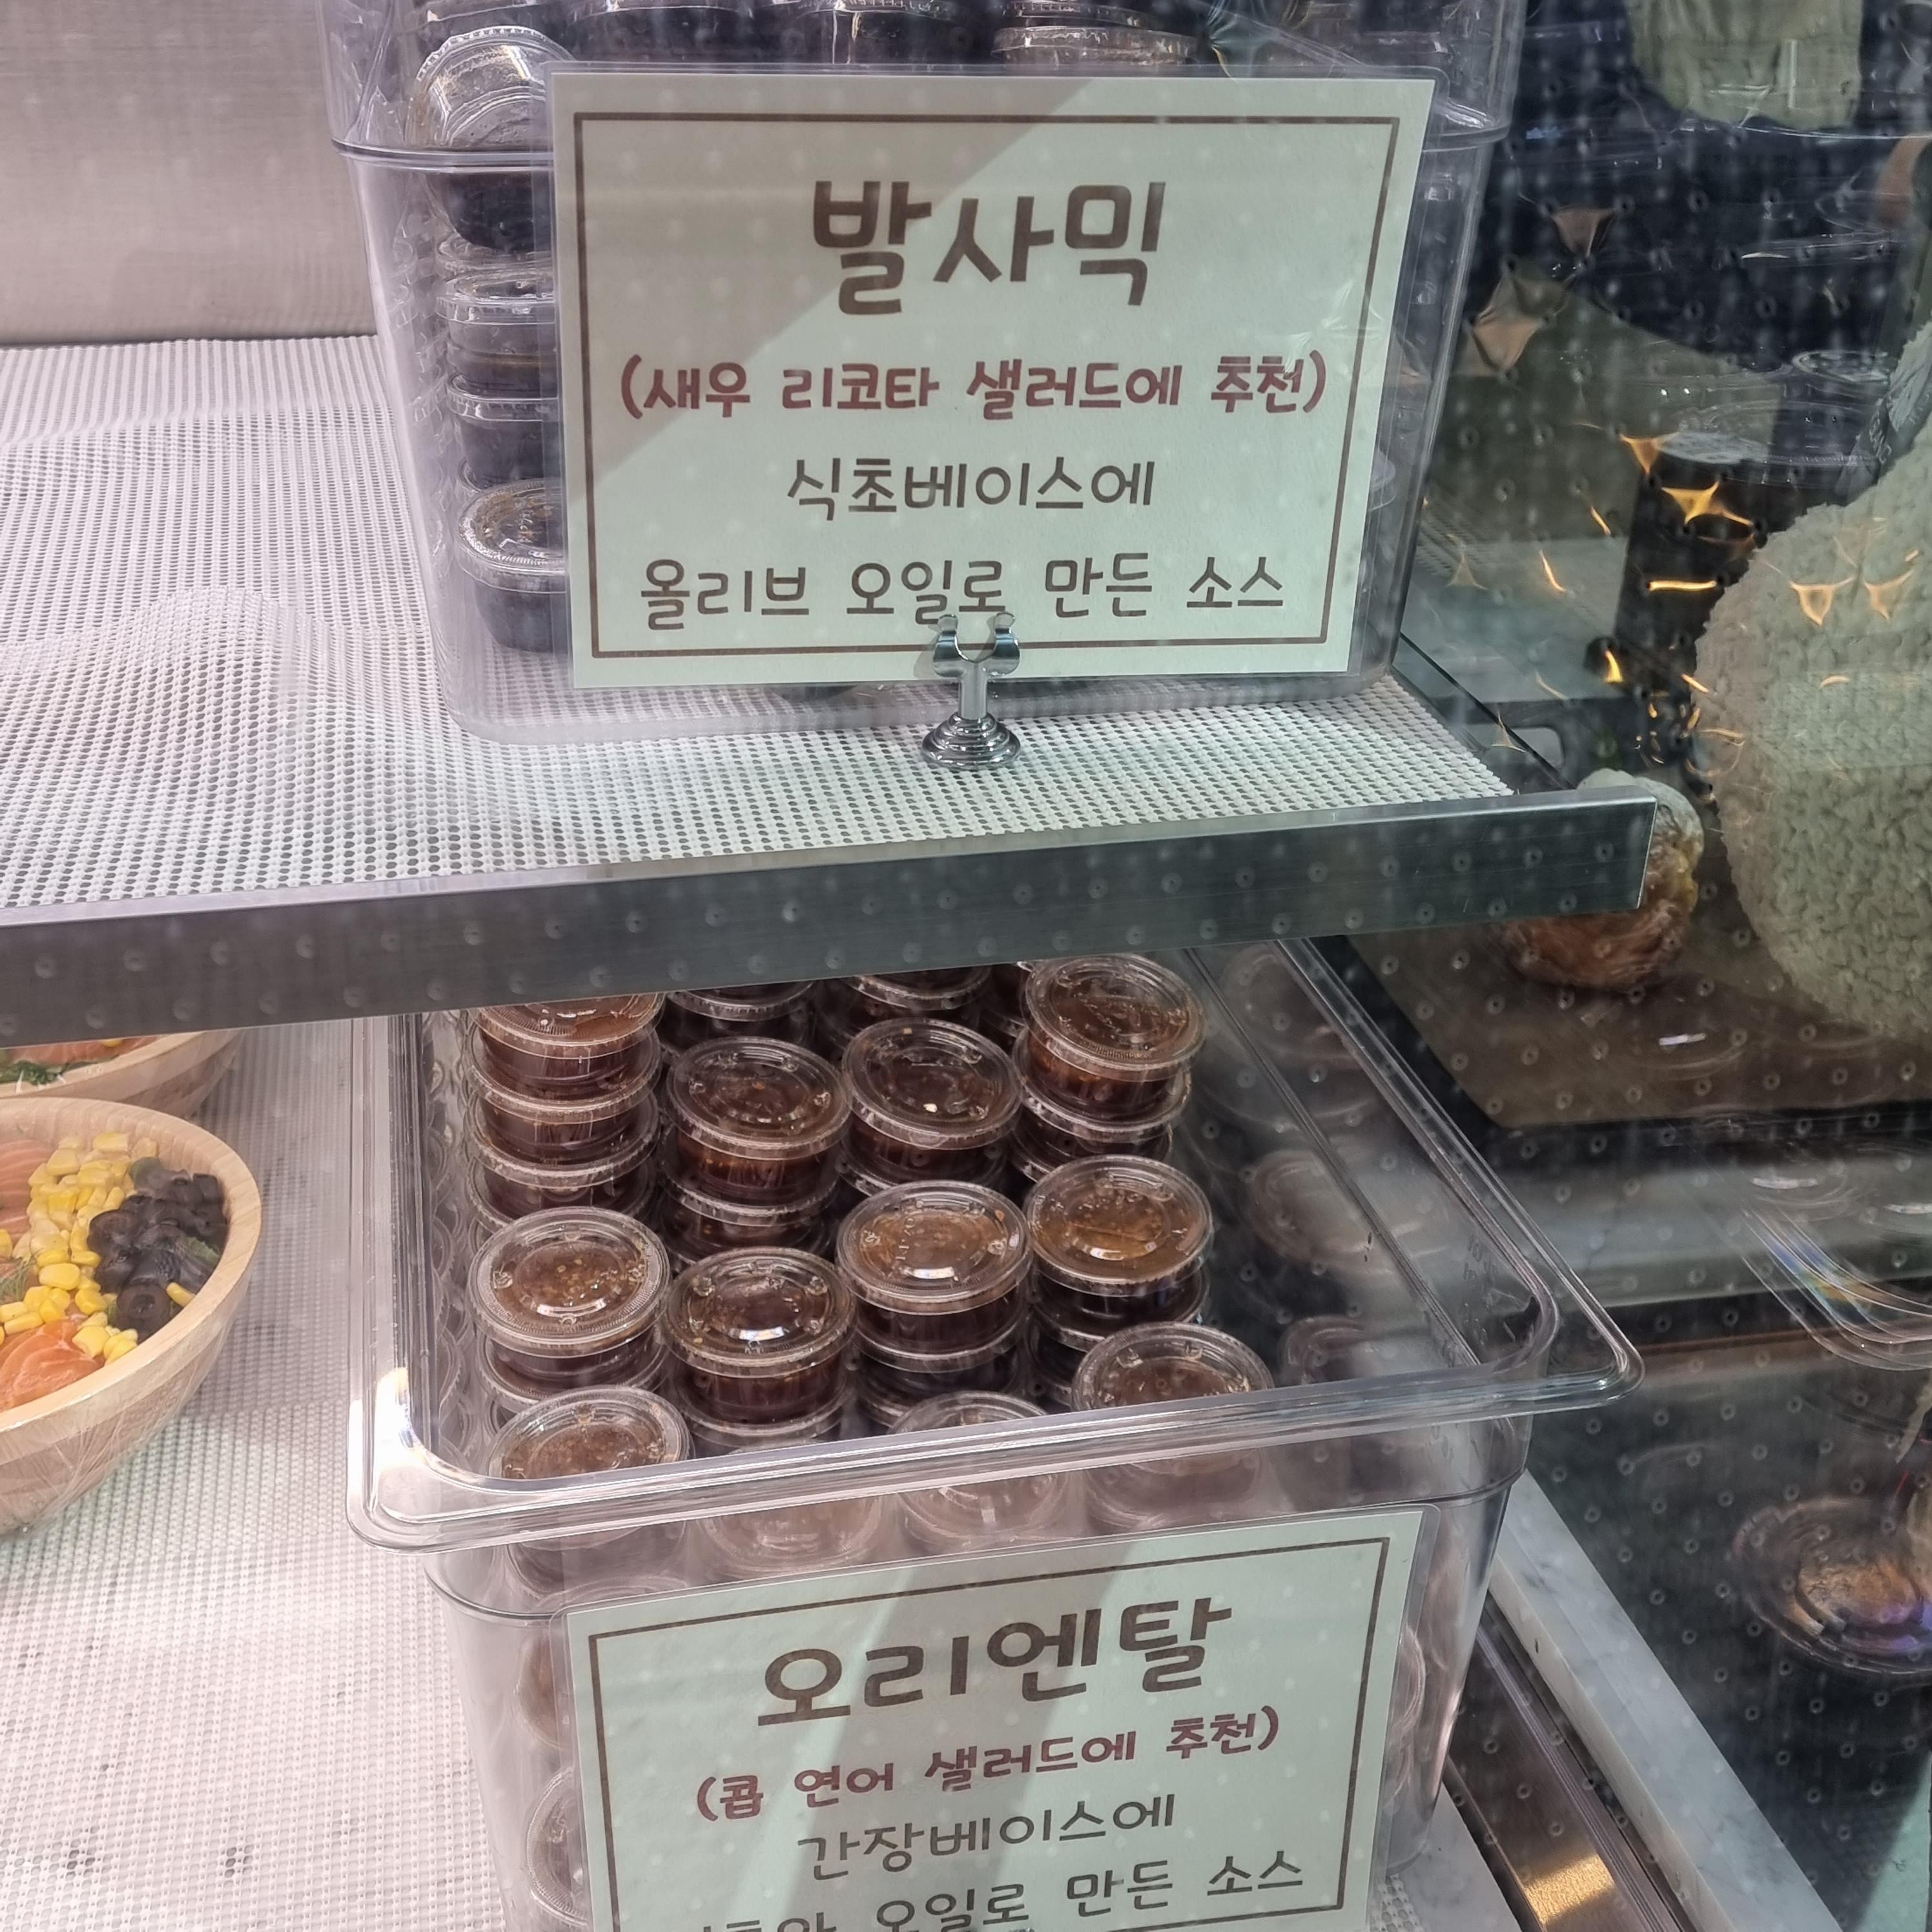 발사믹
(새우 리코타 샐러드에 추천)
식초베이스에
올리브 오일로 만든 소스
오리엔탈
(콥 연어 샐러드에 추천)
간장베이스에
오일로 만든 소스